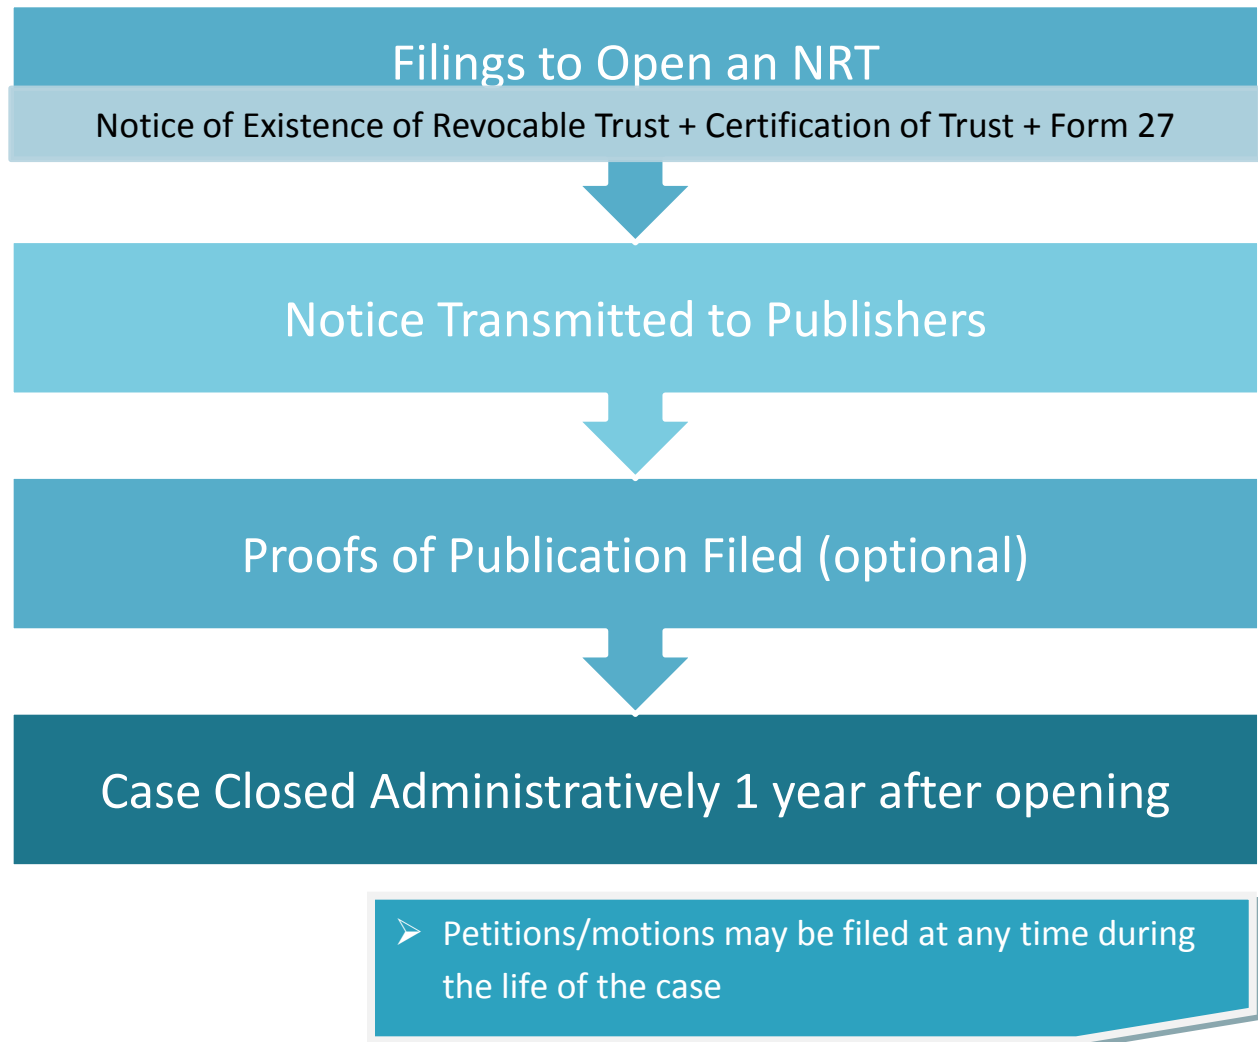 Filings to Open an NRT
Notice of Existence of Revocable Trust + Certification of Trust + Form 27
Notice Transmitted to Publishers
Proofs of Publication Filed (optional)
Case Closed Administratively 1 year after opening
➢ Petitions/motions may be filed at any time during
the life of the case